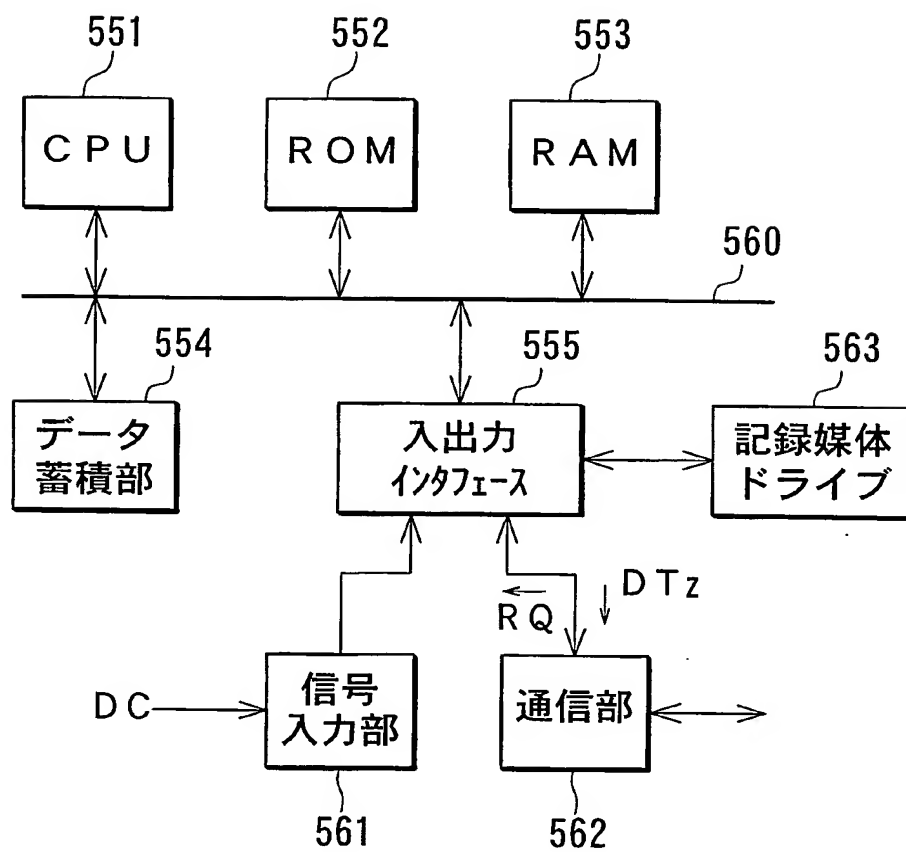 551
552
553
CPU
ROM
RAM
560
554
555
563
データ
蓄積部
入出力
インタフェース
記録媒体
ドライブ
DTz
RQ
DC
信号
入力部
通信部
561
562